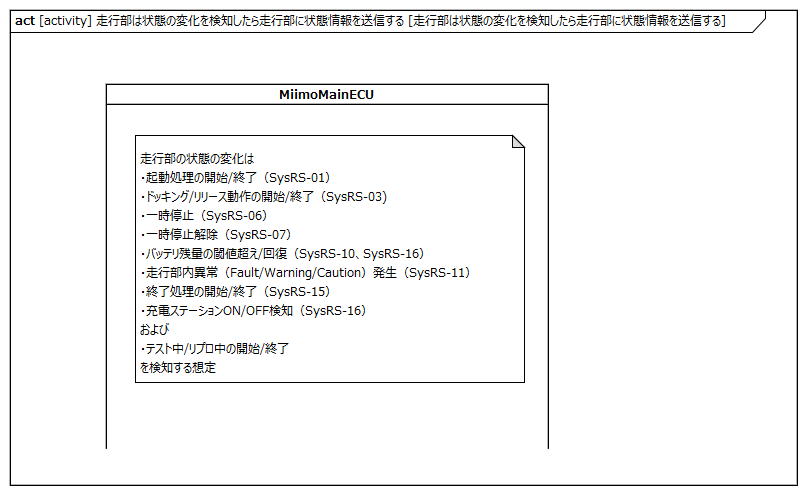 act [activity] 走行部は状態の変化を検知したら走行部に状態情報を送信する [走行部は状態の変化を検知したら走行部に状態情報を送信する]
MiimoMainECU
走行部の状態の変化は
・起動処理の開始/終了（SysRS-01）
・ドッキング/リリース動作の開始/終了（SysRS-03）
・一時停止（SysRS-06）
・一時停止解除（SysRS-07）
・バッテリ残量の閾値超え/回復（SysRS-10、SysRS-16）
・走行部内異常（Fault/Warning/Caution）発生（SysRS-11）
・終了処理の開始/終了（SysRS-15）
・充電ステーションON/OFF検知（SysRS-16）
および
・テスト中/リプロ中の開始/終了
を検知する想定